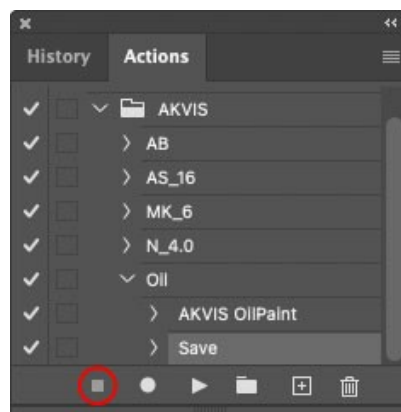 History Actions
AKVIS
AB
AS_16
MK_6
N_4.0
Oil
AKVIS OilPaint
Save